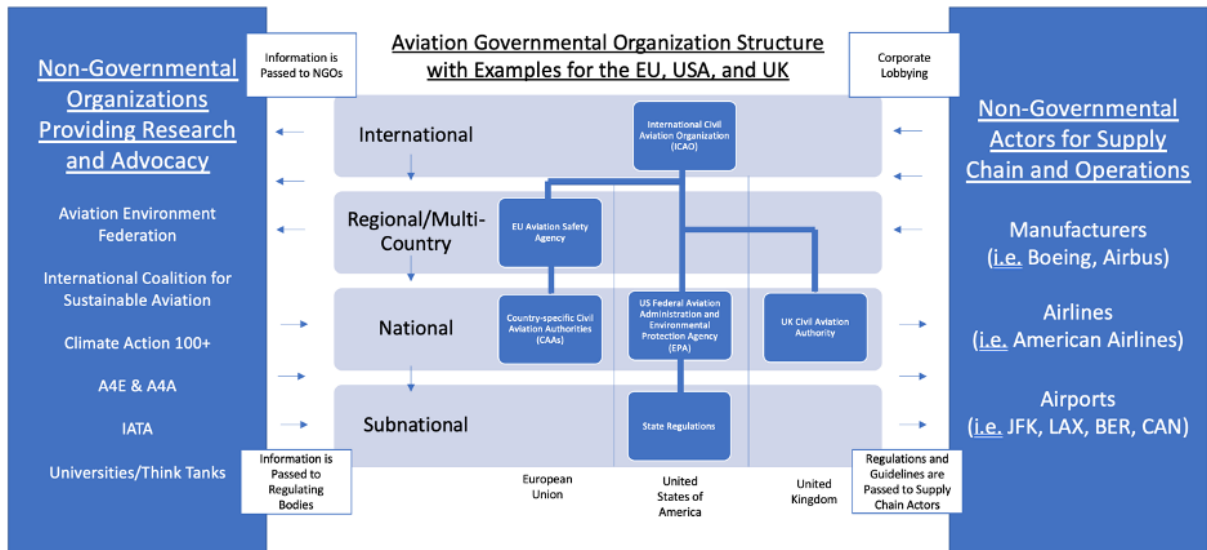 Non-Governmental
Organizations
Providing Research
and Advocacy
Aviation Environment
Federation
International Coalition for
Sustainable Aviation
Climate Action 100+
A4E & A4A
IATA
Universities/Think Tanks
Information is
Passed to NGOs
Information is
Passed to
Regulating
Bodies
Aviation Governmental Organization Structure
with Examples for the EU, USA, and UK
International
International Civil
Aviation Organization
(ICAO)
Regional/Multi-
Country
EU Aviation Safety
Agency
National
Country-specific Civil
Aviation Authorities
(CAAs)
US Federal Aviation
Administration and
Environmental
Protection Agency
(EPA)
UK Civil Aviation
Authority
Subnational
State Regulations
European
Union
United
States of
America
United
Kingdom
Corporate
Lobbying
Regulations and
Guidelines are
Passed to Supply
Chain Actors
Non-Governmental
Actors for Supply
Chain and Operations
Manufacturers
(i.e. Boeing, Airbus)
Airlines
(i.e. American Airlines)
Airports
(i.e. JFK, LAX, BER, CAN)